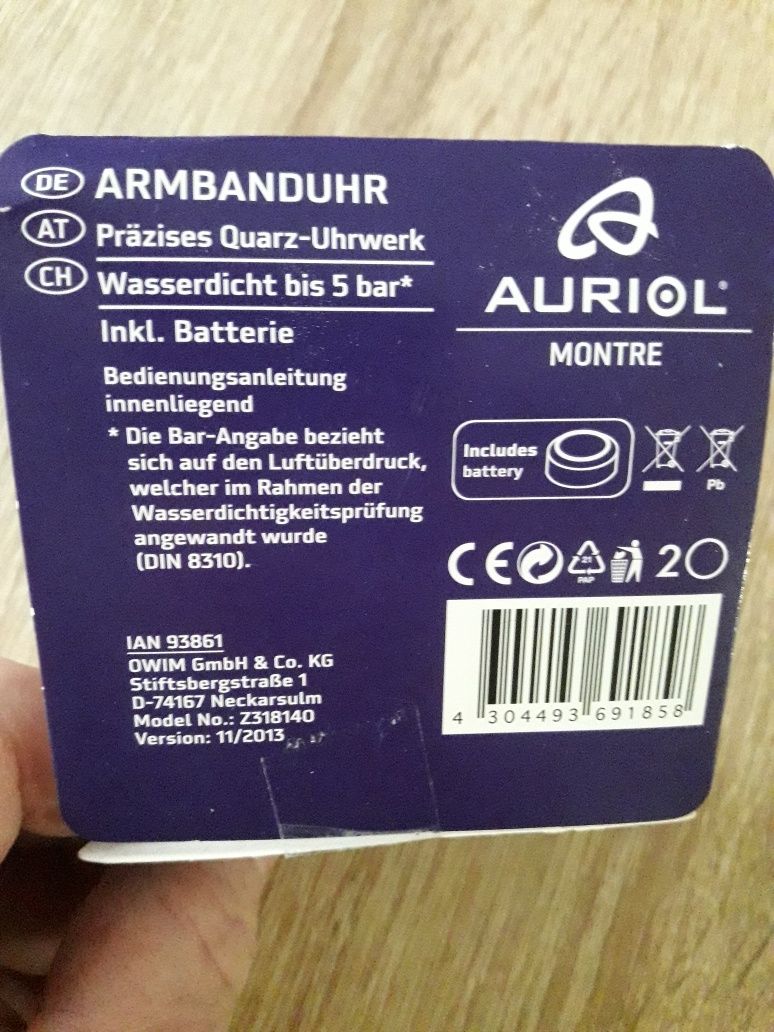 DE ARMBANDUHR
AT Präzises Quarz-Uhrwerk
CH Wasserdicht bis 5 bar*
Inkl. Batterie
Bedienungsanleitung
innenliegend
* Die Bar-Angabe bezieht
sich auf den Luftüberdruck,
welcher im Rahmen der
Wasserdichtigkeitsprüfung
angewandt wurde
(DIN 8310).
IAN 93861
OWIM GmbH & Co. KG
Stiftsbergstraße 1
D-74167 Neckarsulm
Model No.: Z318140
Version: 11/2013
AURIOL®
MONTRE
Includes
battery
Pb
CE 21 PAP 20
4 304493 691858